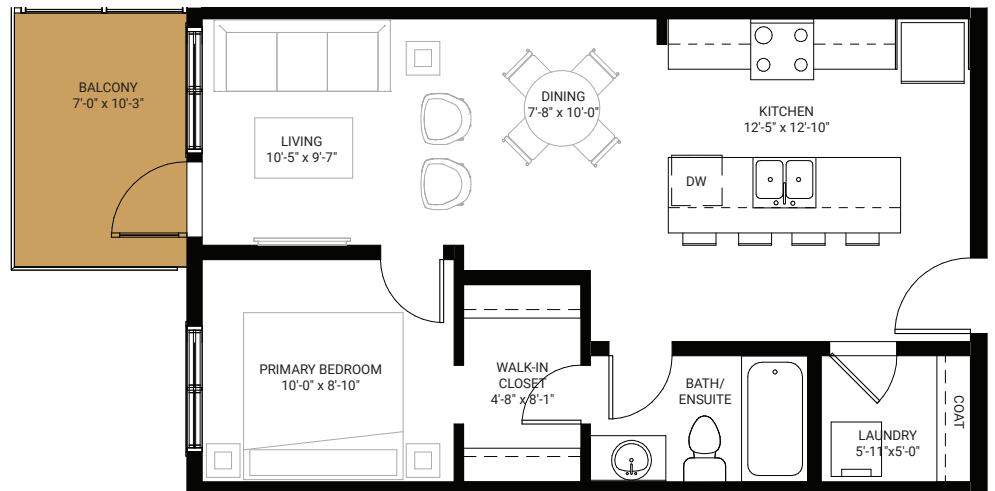 BALCONY
7'-0" x 10'-3"
LIVING
10'-5" x 9'-7"
DINING
7'-8" x 10'-0"
KITCHEN
12'-5" x 12'-10"
DW
PRIMARY BEDROOM
10'-0" x 8'-10"
WALK-IN
CLOSET
4'-8" x 8'-1"
BATH/
ENSUITE
LAUNDRY
5'-11"x5'-0"
COAT